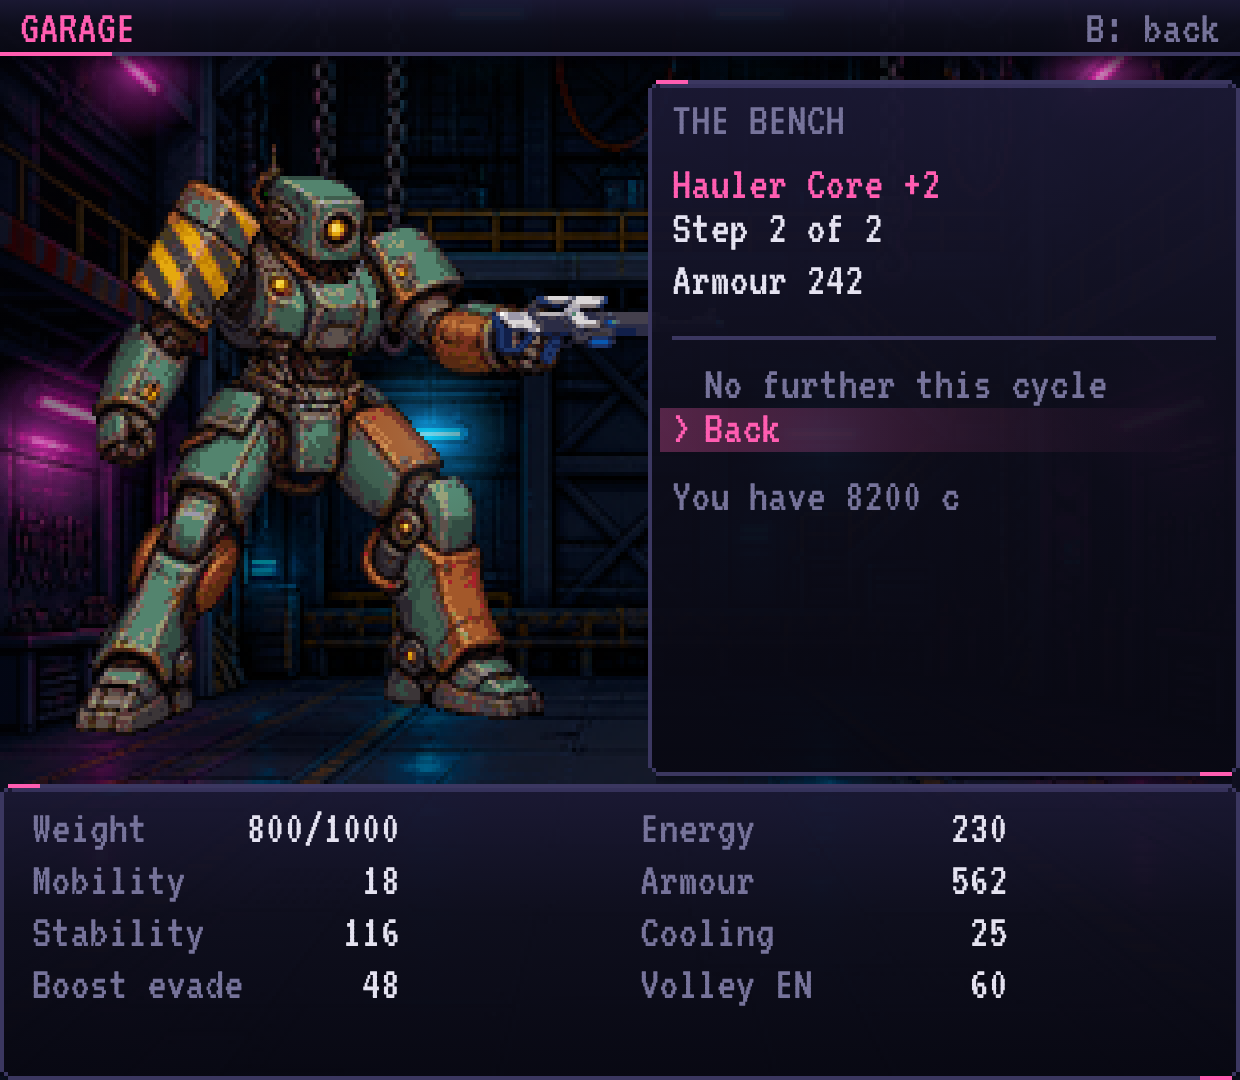 GARAGE
B: back
THE BENCH
Hauler Core +2
Step 2 of 2
Armour 242
No further this cycle
> Back
You have 8200 c
Weight 800/1000
Energy 230
Mobility 18
Armour 562
Stability 116
Cooling 25
Boost evade 48
Volley EN 60